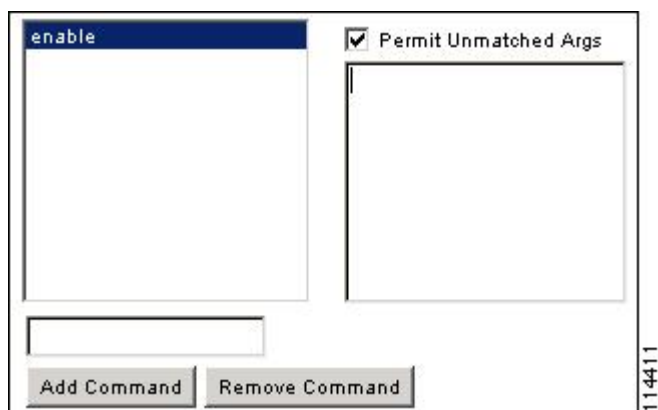 enable
Permit Unmatched Args
Add Command
Remove Command
114411